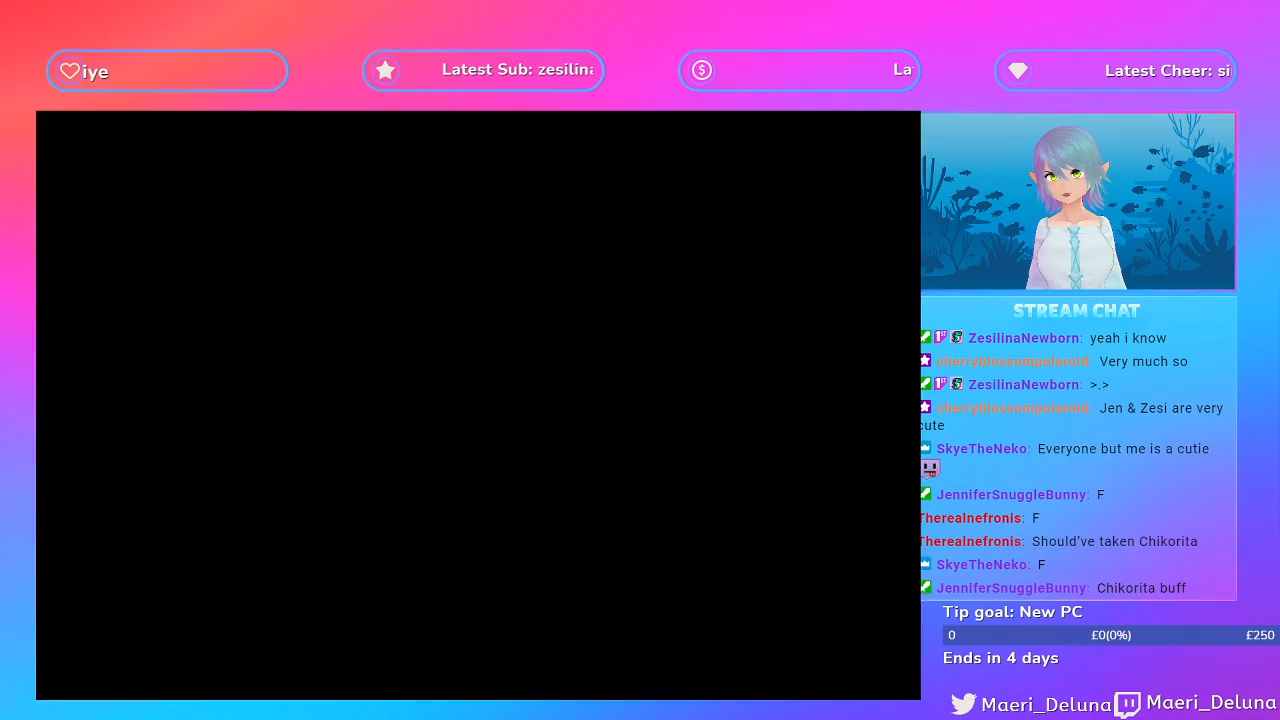 iye
Latest Sub: zesilina
La
Latest Cheer: si
STREAM CHAT
ZesilinaNewborn: yeah i know
cherryblossompolaroid: Very much so
ZesilinaNewborn: >.>
cherryblossompolaroid: Jen & Zesi are very
cute
SkyeTheNeko: Everyone but me is a cutie
JenniferSnuggleBunny: F
Therealnefronis: F
Therealnefronis: Should've taken Chikorita
SkyeTheNeko: F
JenniferSnuggleBunny: Chikorita buff
Tip goal: New PC
0 £0(0%) £250
Ends in 4 days
Maeri_Deluna Maeri_Deluna